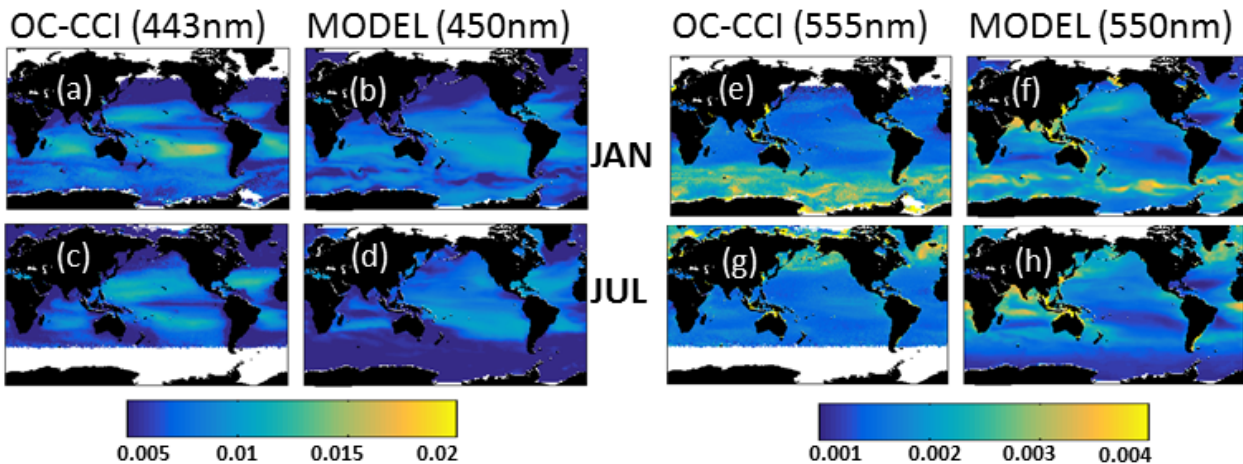 OC-CCI (443nm) MODEL (450nm) OC-CCI (555nm) MODEL (550nm)
(a) (b) (e) (f)
JAN
(c) (d) (g) (h)
JUL
0.005 0.01 0.015 0.02 0.001 0.002 0.003 0.004